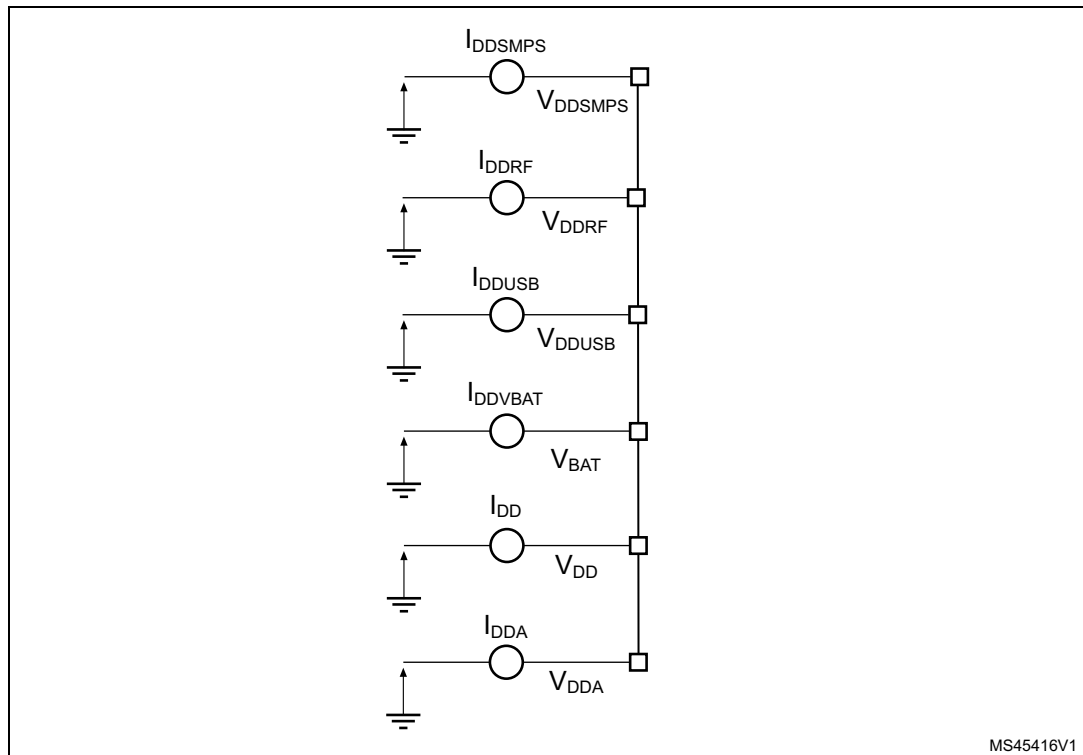 IDDSMPS
VDDSMPS
IDDRF
VDDRF
IDDUSB
VDDUSB
IDDVBAT
VBAT
IDD
VDD
IDDA
VDDA
MS45416V1